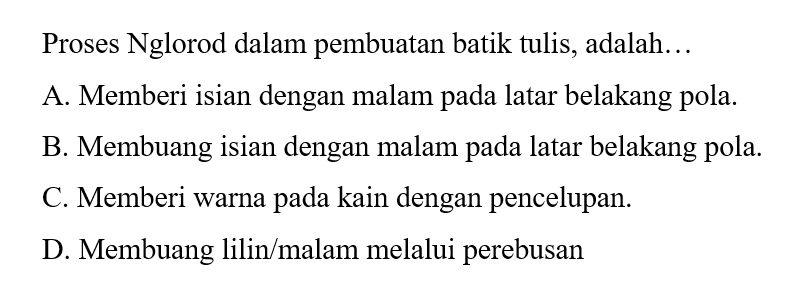 Proses Nglorod dalam pembuatan batik tulis, adalah…
A. Memberi isian dengan malam pada latar belakang pola.
B. Membuang isian dengan malam pada latar belakang pola.
C. Memberi warna pada kain dengan pencelupan.
D. Membuang lilin/malam melalui perebusan